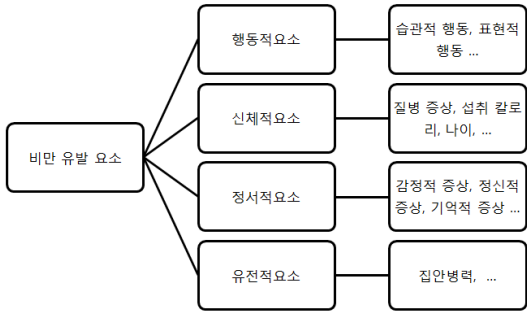 비만 유발 요소
행동적요소
습관적 행동, 표현적
행동 ...
신체적요소
질병 증상, 섭취 칼로
리, 나이, ...
정서적요소
감정적 증상, 정신적
증상, 기억적 증상 ...
유전적요소
집안병력, ...